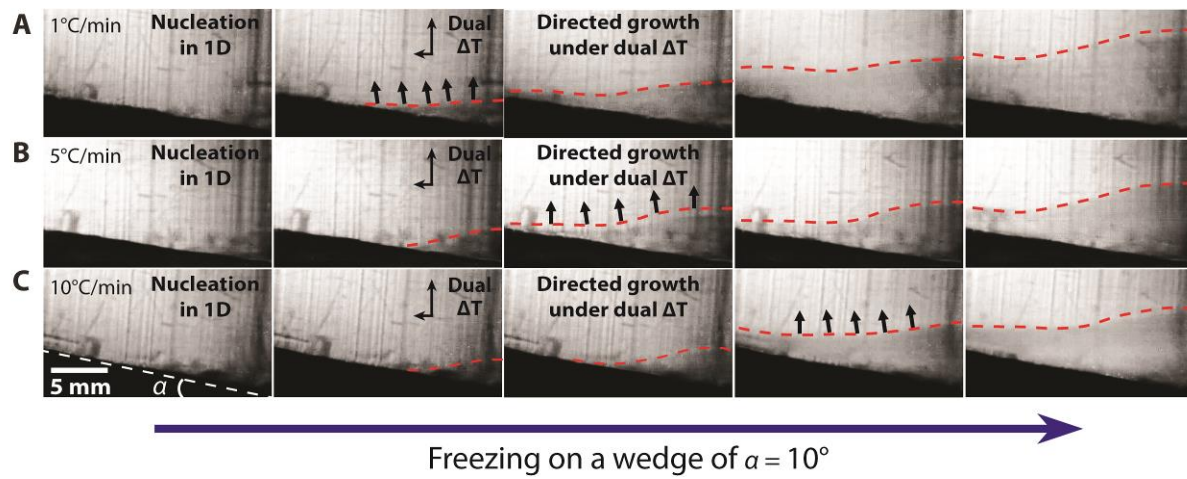 A
1°C/min
Nucleation
in 1D
Dual
ΔT
Directed growth
under dual ΔT
B
5°C/min
Nucleation
in 1D
Dual
ΔT
Directed growth
under dual ΔT
C
10°C/min
Nucleation
in 1D
Dual
ΔT
Directed growth
under dual ΔT
5 mm
α
Freezing on a wedge of α = 10°